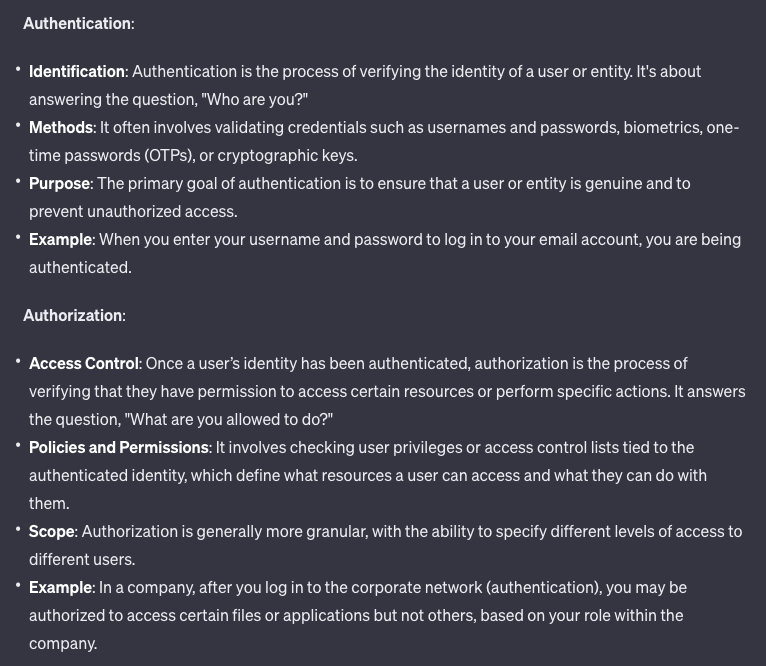 Authentication:
• Identification: Authentication is the process of verifying the identity of a user or entity. It's about
answering the question, "Who are you?"
• Methods: It often involves validating credentials such as usernames and passwords, biometrics, one-
time passwords (OTPs), or cryptographic keys.
• Purpose: The primary goal of authentication is to ensure that a user or entity is genuine and to
prevent unauthorized access.
• Example: When you enter your username and password to log in to your email account, you are being
authenticated.
Authorization:
• Access Control: Once a user’s identity has been authenticated, authorization is the process of
verifying that they have permission to access certain resources or perform specific actions. It answers
the question, "What are you allowed to do?"
• Policies and Permissions: It involves checking user privileges or access control lists tied to the
authenticated identity, which define what resources a user can access and what they can do with
them.
• Scope: Authorization is generally more granular, with the ability to specify different levels of access to
different users.
• Example: In a company, after you log in to the corporate network (authentication), you may be
authorized to access certain files or applications but not others, based on your role within the
company.